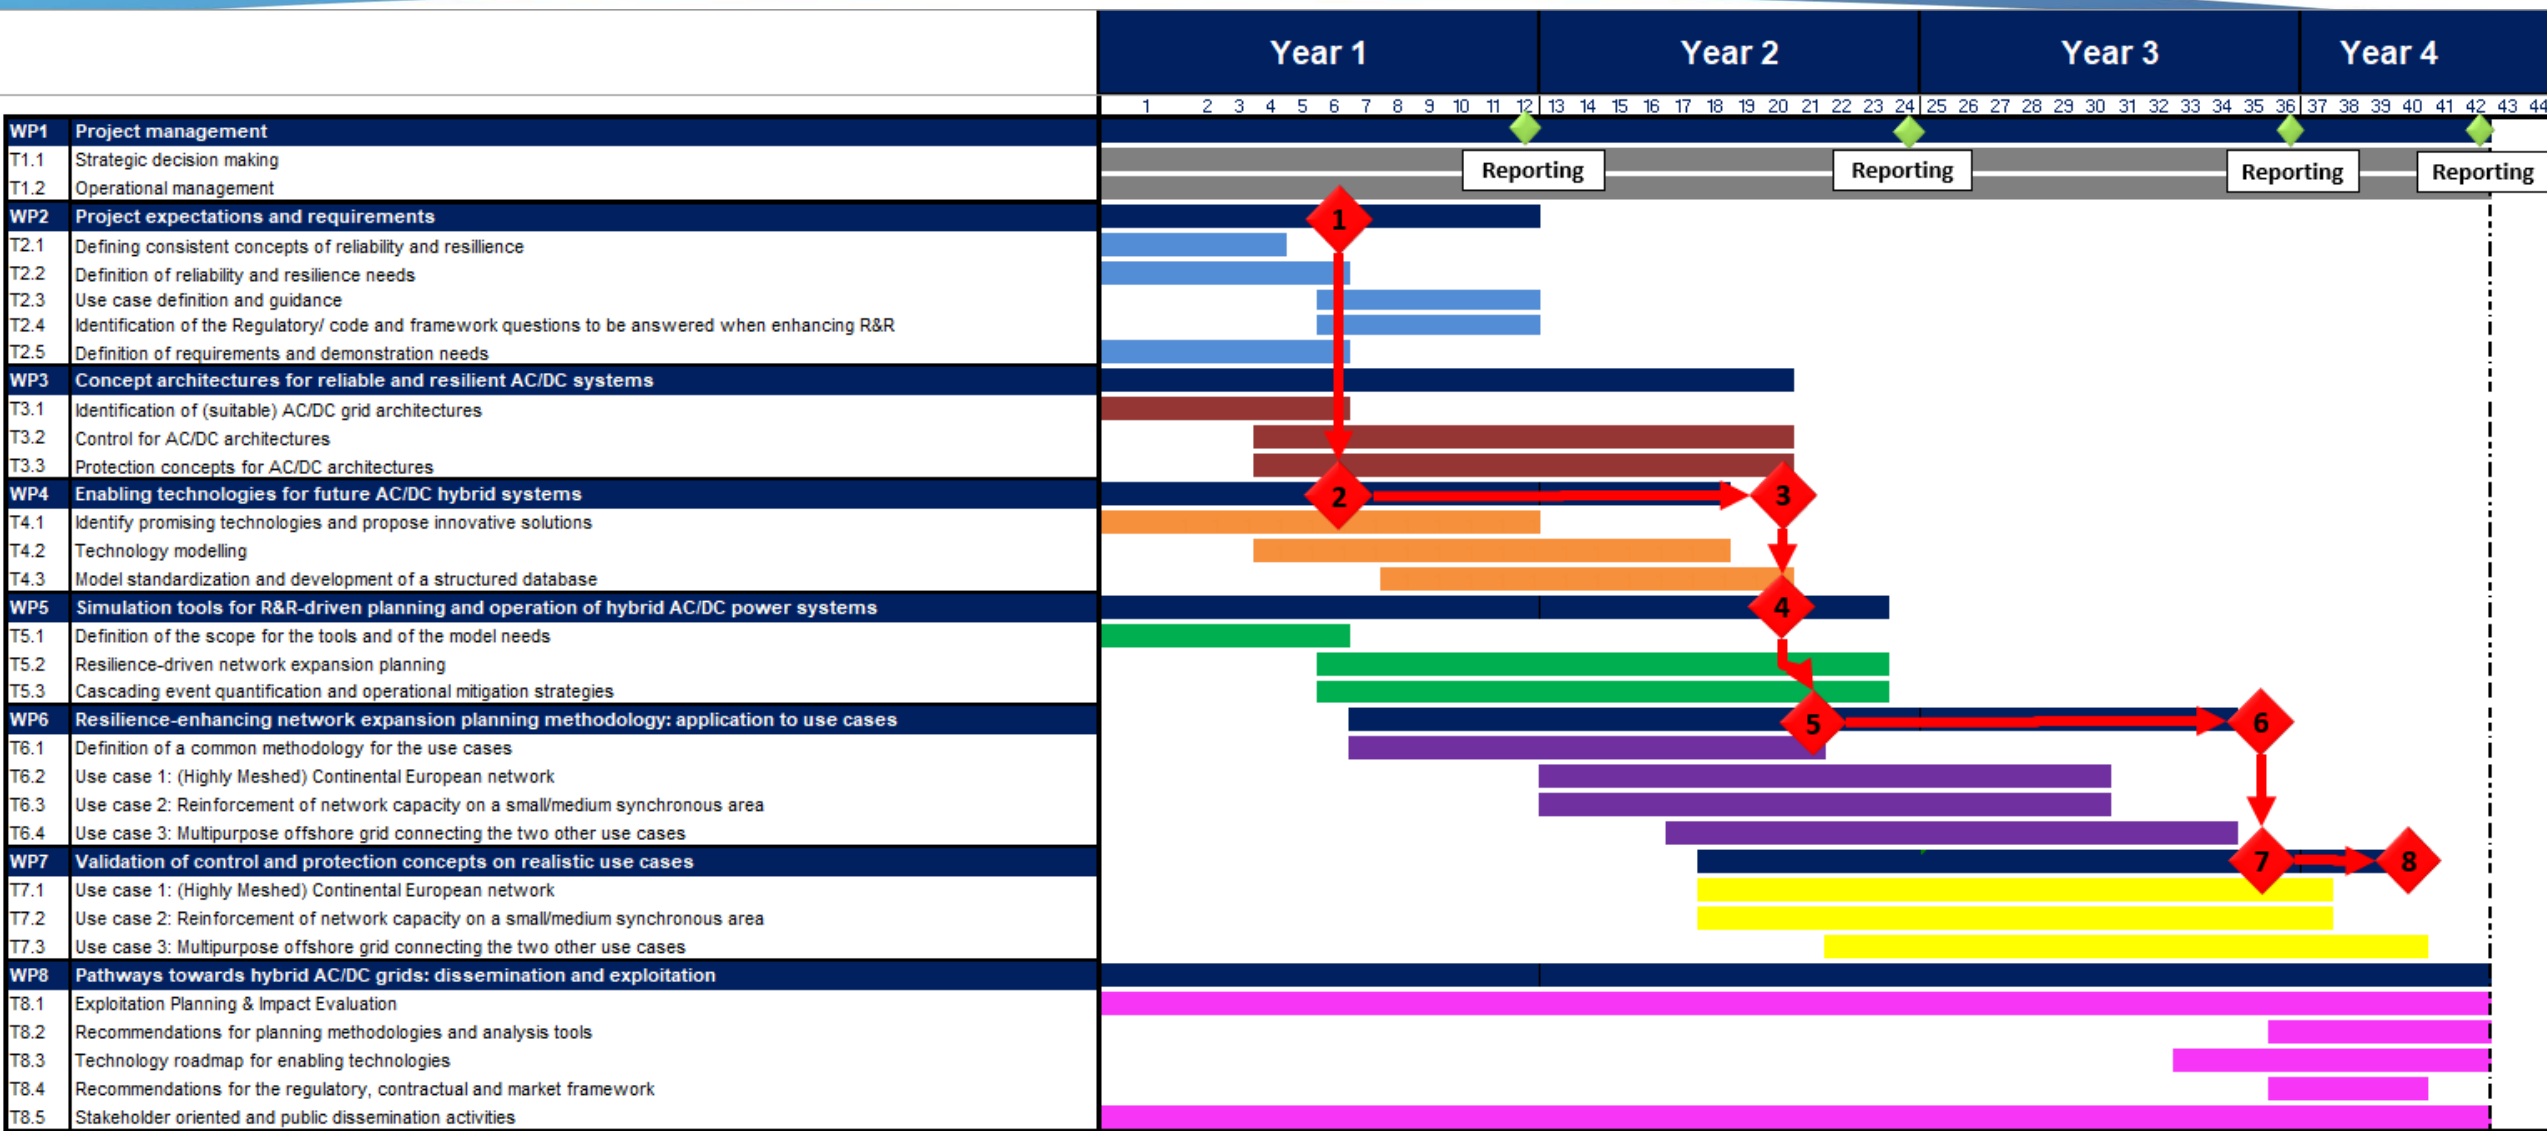 Year 1 Year 2 Year 3 Year 4
1 2 3 4 5 6 7 8 9 10 11 12 13 14 15 16 17 18 19 20 21 22 23 24 25 26 27 28 29 30 31 32 33 34 35 36 37 38 39 40 41 42 43 44
WP1 Project management
T1.1 Strategic decision making
Reporting Reporting Reporting Reporting
T1.2 Operational management
WP2 Project expectations and requirements 1
T2.1 Defining consistent concepts of reliability and resillience
T2.2 Definition of reliability and resilience needs
T2.3 Use case definition and guidance
T2.4 Identification of the Regulatory/ code and framework questions to be answered when enhancing R&R
T2.5 Definition of requirements and demonstration needs
WP3 Concept architectures for reliable and resilient AC/DC systems
T3.1 Identification of (suitable) AC/DC grid architectures
T3.2 Control for AC/DC architectures
T3.3 Protection concepts for AC/DC architectures
WP4 Enabling technologies for future AC/DC hybrid systems 2 3
T4.1 Identify promising technologies and propose innovative solutions
T4.2 Technology modelling
T4.3 Model standardization and development of a structured database
WP5 Simulation tools for R&R-driven planning and operation of hybrid AC/DC power systems 4
T5.1 Definition of the scope for the tools and of the model needs
T5.2 Resilience-driven network expansion planning
T5.3 Cascading event quantification and operational mitigation strategies
WP6 Resilience-enhancing network expansion planning methodology: application to use cases 5 6
T6.1 Definition of a common methodology for the use cases
T6.2 Use case 1: (Highly Meshed) Continental European network
T6.3 Use case 2: Reinforcement of network capacity on a small/medium synchronous area
T6.4 Use case 3: Multipurpose offshore grid connecting the two other use cases
WP7 Validation of control and protection concepts on realistic use cases 7 8
T7.1 Use case 1: (Highly Meshed) Continental European network
T7.2 Use case 2: Reinforcement of network capacity on a small/medium synchronous area
T7.3 Use case 3: Multipurpose offshore grid connecting the two other use cases
WP8 Pathways towards hybrid AC/DC grids: dissemination and exploitation
T8.1 Exploitation Planning & Impact Evaluation
T8.2 Recommendations for planning methodologies and analysis tools
T8.3 Technology roadmap for enabling technologies
T8.4 Recommendations for the regulatory, contractual and market framework
T8.5 Stakeholder oriented and public dissemination activities